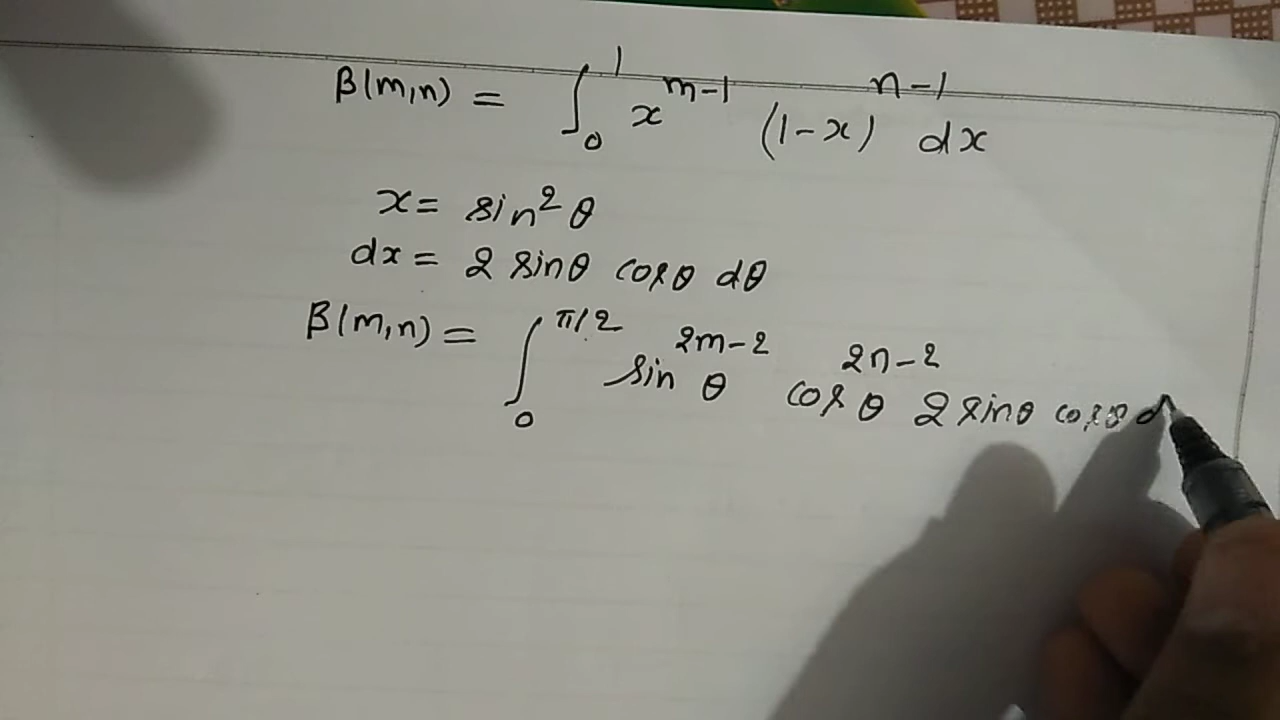 β(m,n) = ∫₀¹ x^{m-1} (1-x)^{n-1} dx
x = sin²θ
dx = 2 sinθ cosθ dθ
β(m,n) = ∫₀^{π/2} sin^{2m-2} θ cos^{2n-2} θ 2 sinθ cosθ d